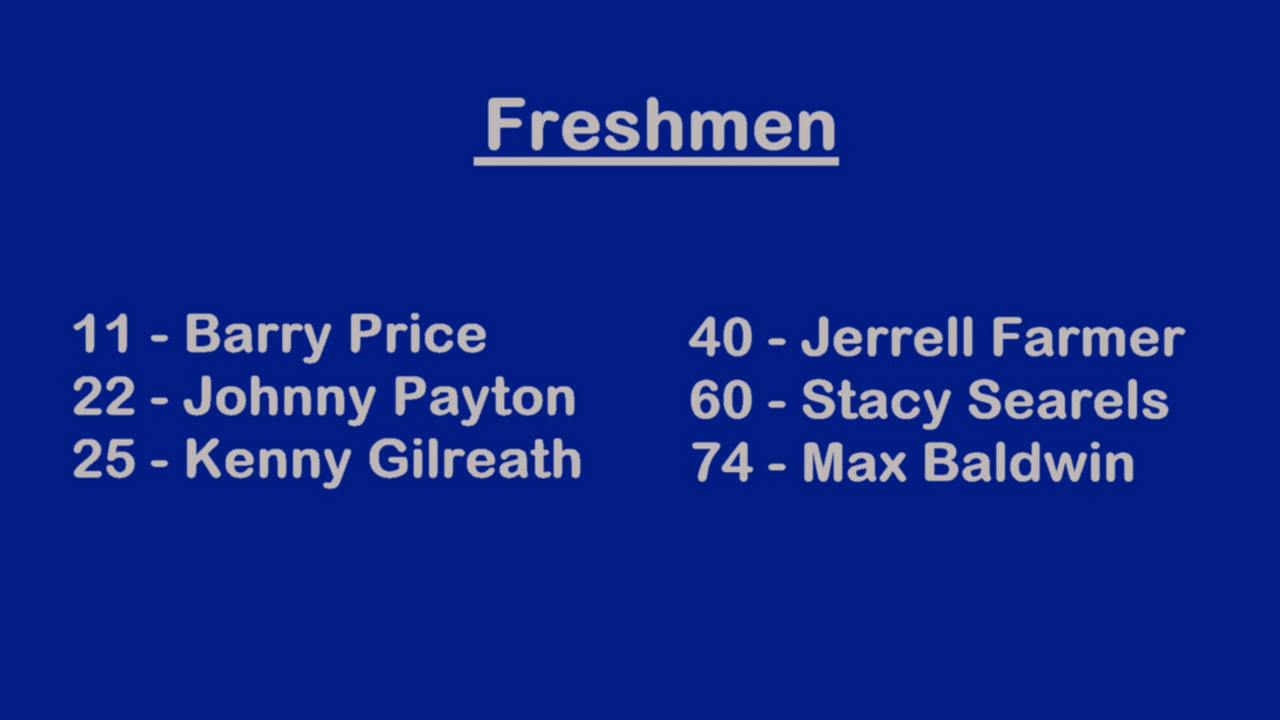 Freshmen
11 - Barry Price
22 - Johnny Payton
25 - Kenny Gilreath
40 - Jerrell Farmer
60 - Stacy Searels
74 - Max Baldwin